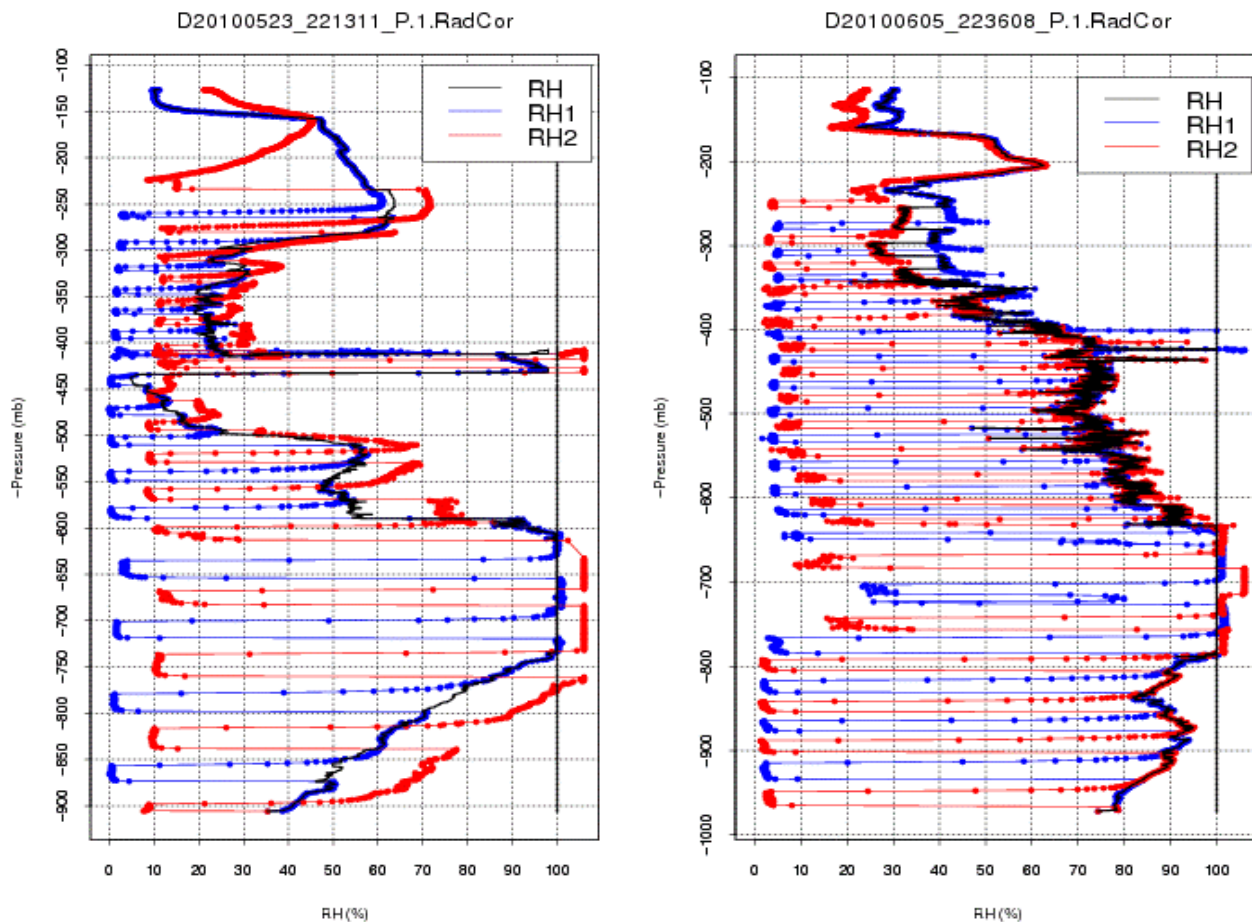 D20100523_221311_P.1.RadCor
−Pressure (mb)
−100
−150
−200
−250
−300
−350
−400
−450
−500
−550
−600
−650
−700
−750
−800
−850
−900
RH
RH1
RH2
0 10 20 30 40 50 60 70 80 90 100
RH (%)
D20100605_223608_P.1.RadCor
−Pressure (mb)
−100
−200
−300
−400
−500
−600
−700
−800
−900
−1000
RH
RH1
RH2
0 10 20 30 40 50 60 70 80 90 100
RH (%)